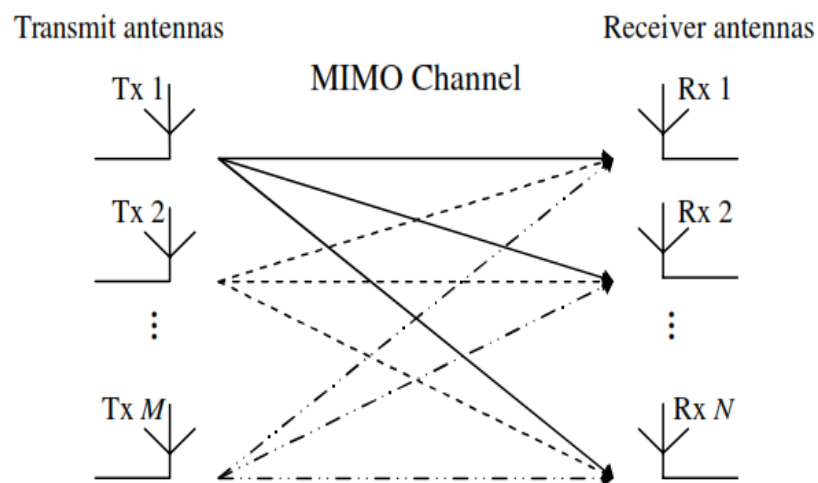 Transmit antennas
Receiver antennas
MIMO Channel
Tx 1
Rx 1
Tx 2
Rx 2
Tx M
Rx N